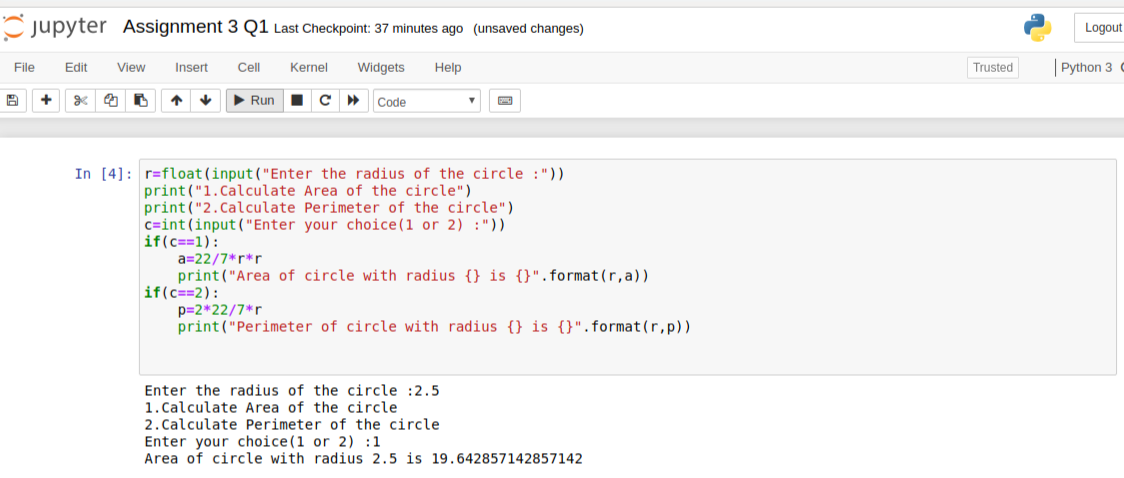 jupyter Assignment 3 Q1 Last Checkpoint: 37 minutes ago (unsaved changes) Logout
File Edit View Insert Cell Kernel Widgets Help Trusted Python 3
Run Code
In [4]: r=float(input("Enter the radius of the circle :"))
print("1.Calculate Area of the circle")
print("2.Calculate Perimeter of the circle")
c=int(input("Enter your choice(1 or 2) :"))
if(c==1):
    a=22/7*r*r
    print("Area of circle with radius {} is {}".format(r,a))
if(c==2):
    p=2*22/7*r
    print("Perimeter of circle with radius {} is {}".format(r,p))
Enter the radius of the circle :2.5
1.Calculate Area of the circle
2.Calculate Perimeter of the circle
Enter your choice(1 or 2) :1
Area of circle with radius 2.5 is 19.642857142857142